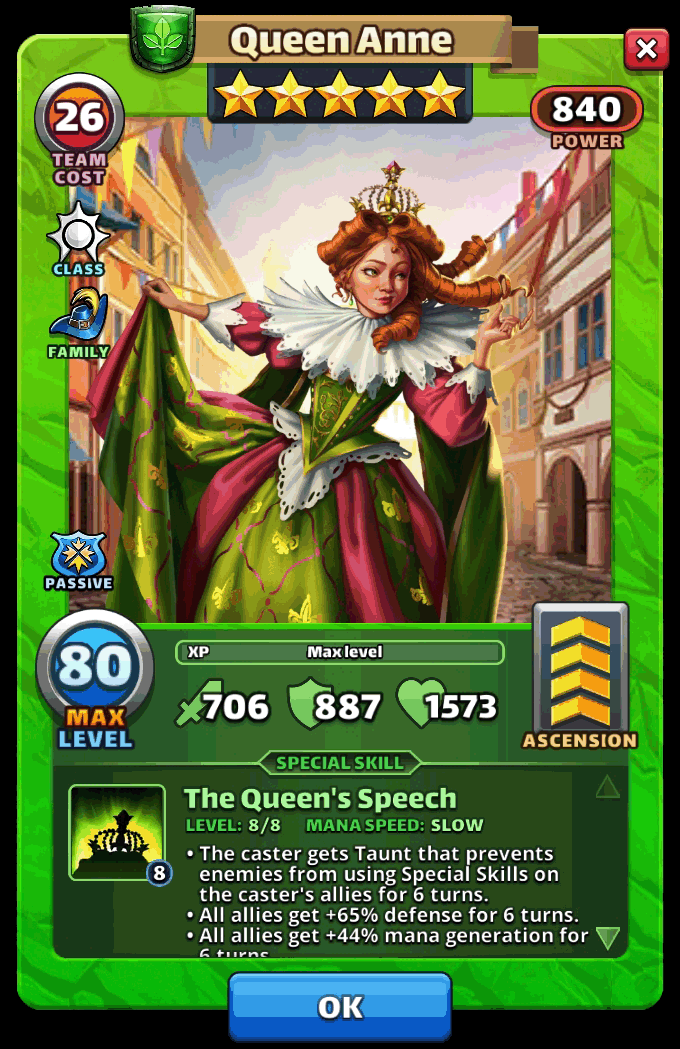 Queen Anne
26
TEAM
COST
840
POWER
CLASS
FAMILY
PASSIVE
80
MAX
LEVEL
XP Max level
706 887 1573
ASCENSION
SPECIAL SKILL
The Queen's Speech
LEVEL: 8/8 MANA SPEED: SLOW
8
• The caster gets Taunt that prevents
enemies from using Special Skills on
the caster's allies for 6 turns.
• All allies get +65% defense for 6 turns.
• All allies get +44% mana generation for
6 turns
OK